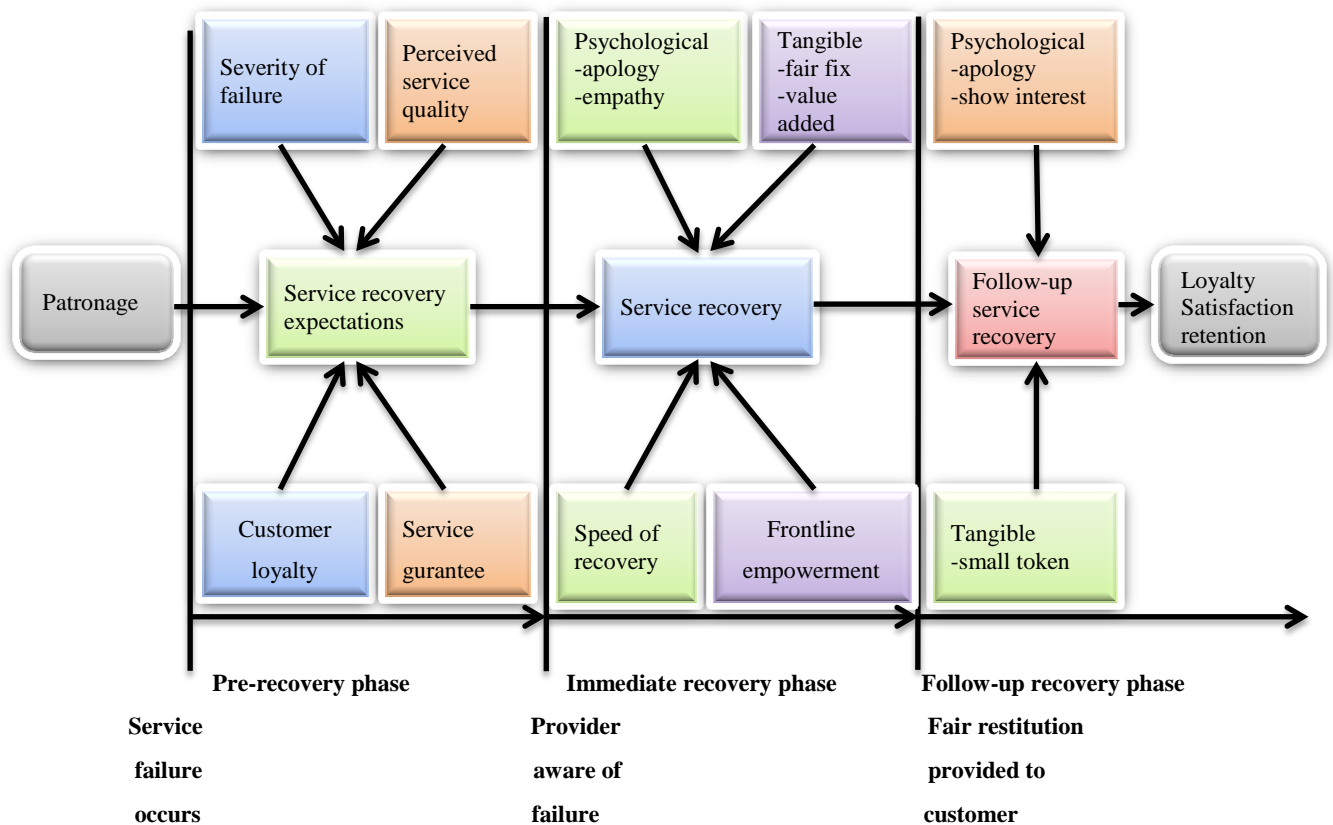 Severity of
failure
Perceived
service
quality
Psychological
-apology
-empathy
Tangible
-fair fix
-value
added
Psychological
-apology
-show interest
Patronage
Service recovery
expectations
Service recovery
Follow-up
service
recovery
Loyalty
Satisfaction
retention
Customer
loyalty
Service
gurantee
Speed of
recovery
Frontline
empowerment
Tangible
-small token
Pre-recovery phase
Immediate recovery phase
Follow-up recovery phase
Service
failure
occurs
Provider
aware of
failure
Fair restitution
provided to
customer